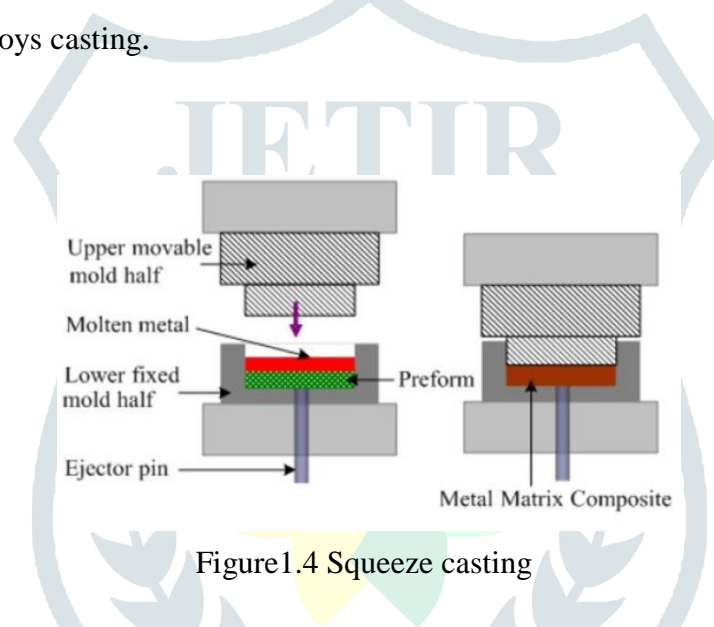 oys casting.
JETIR
Upper movable
mold half
Molten metal
Lower fixed
mold half
Preform
Ejector pin
Metal Matrix Composite
Figure1.4 Squeeze casting